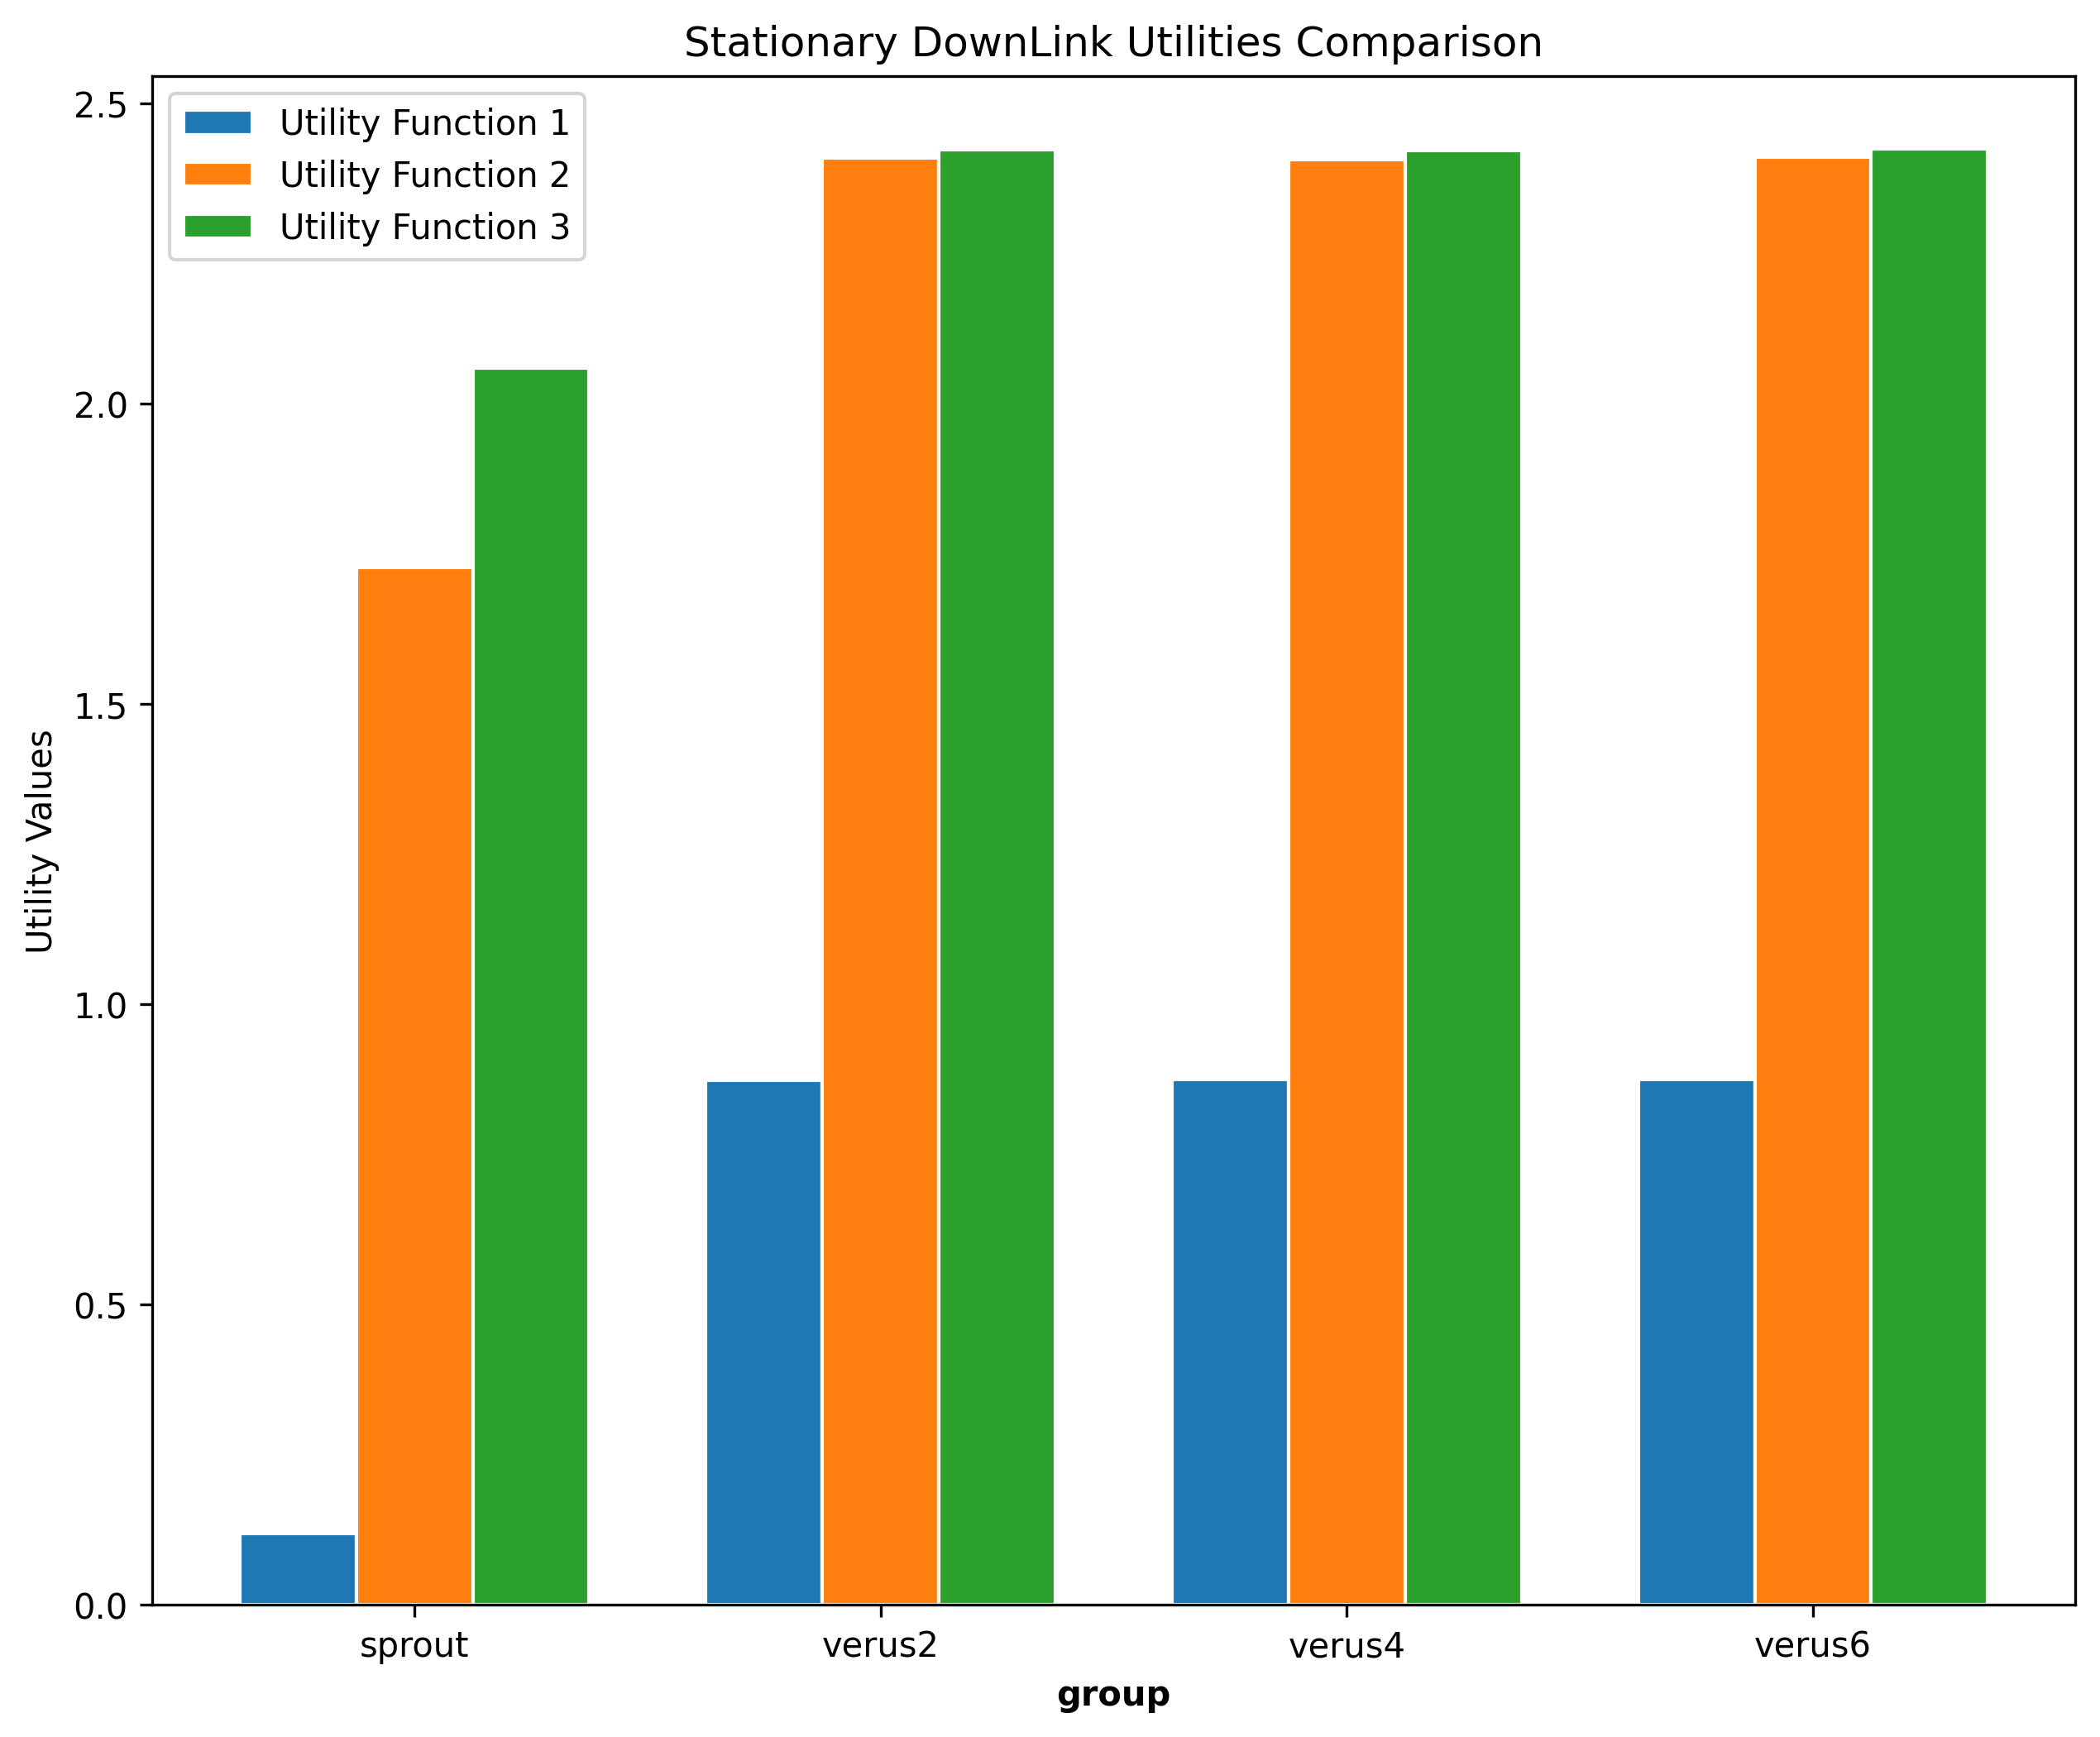 Stationary DownLink Utilities Comparison
Utility Function 1
Utility Function 2
Utility Function 3
Utility Values
2.5
2.0
1.5
1.0
0.5
0.0
sprout
verus2
verus4
verus6
group